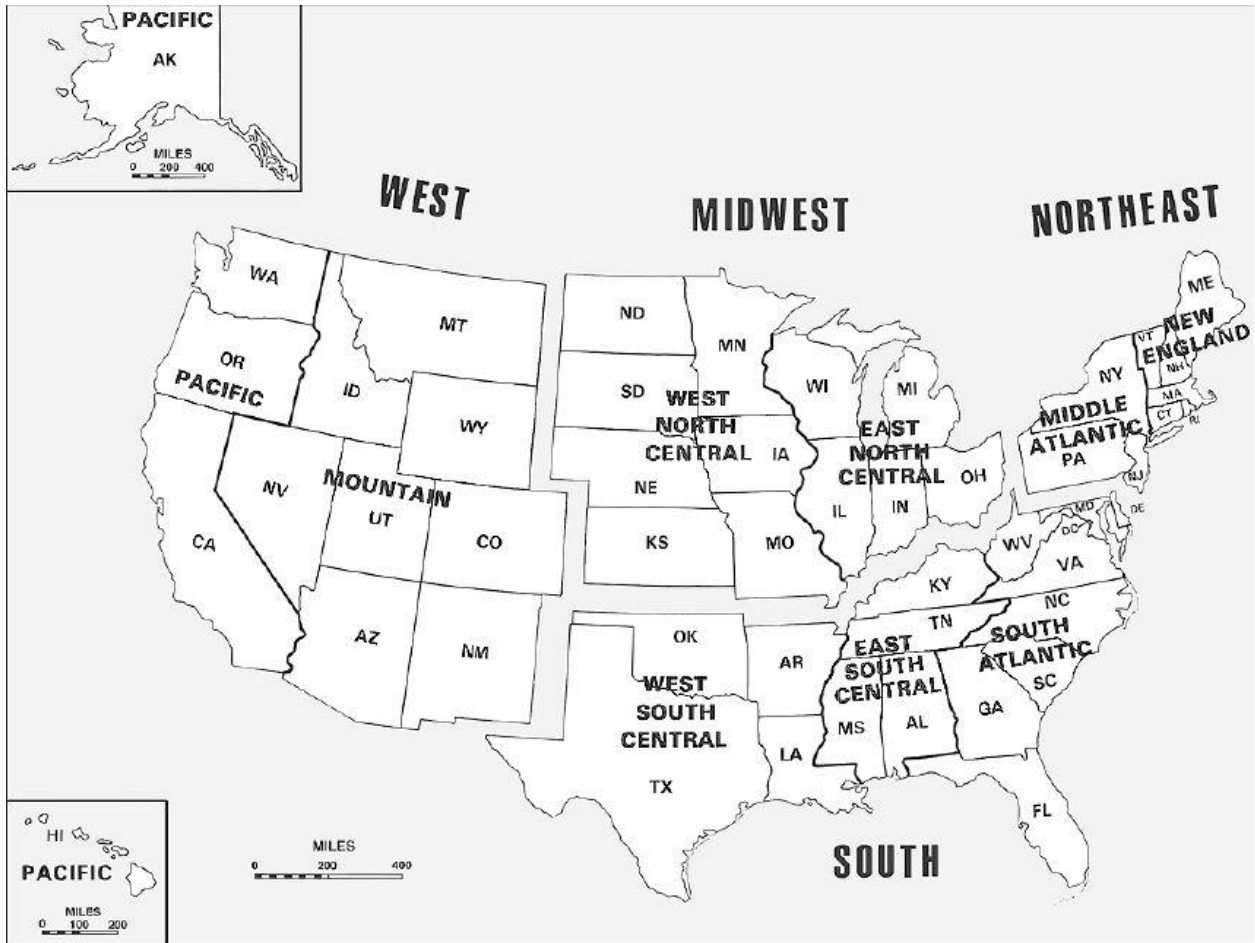 PACIFIC
AK
MILES
0 200 400
WEST
MIDWEST
NORTHEAST
WA
MT
ND
MN
ME
OR
PACIFIC
ID
WY
SD
WEST
NORTH
CENTRAL
WI
MI
EAST
NORTH
CENTRAL
NY
VT
NEW
ENGLAND
NH
MA
CT
RI
MIDDLE
ATLANTIC
PA
NJ
NV
MOUNTAIN
UT
CO
CA
NE
IA
IL
IN
OH
KS
MO
WV
MD
DE
DC
VA
KY
AZ
NM
OK
AR
TN
NC
EAST
SOUTH
CENTRAL
SOUTH
ATLANTIC
SC
WEST
SOUTH
CENTRAL
MS
AL
GA
LA
TX
FL
HI
PACIFIC
MILES
0 100 200
MILES
0 200 400
SOUTH